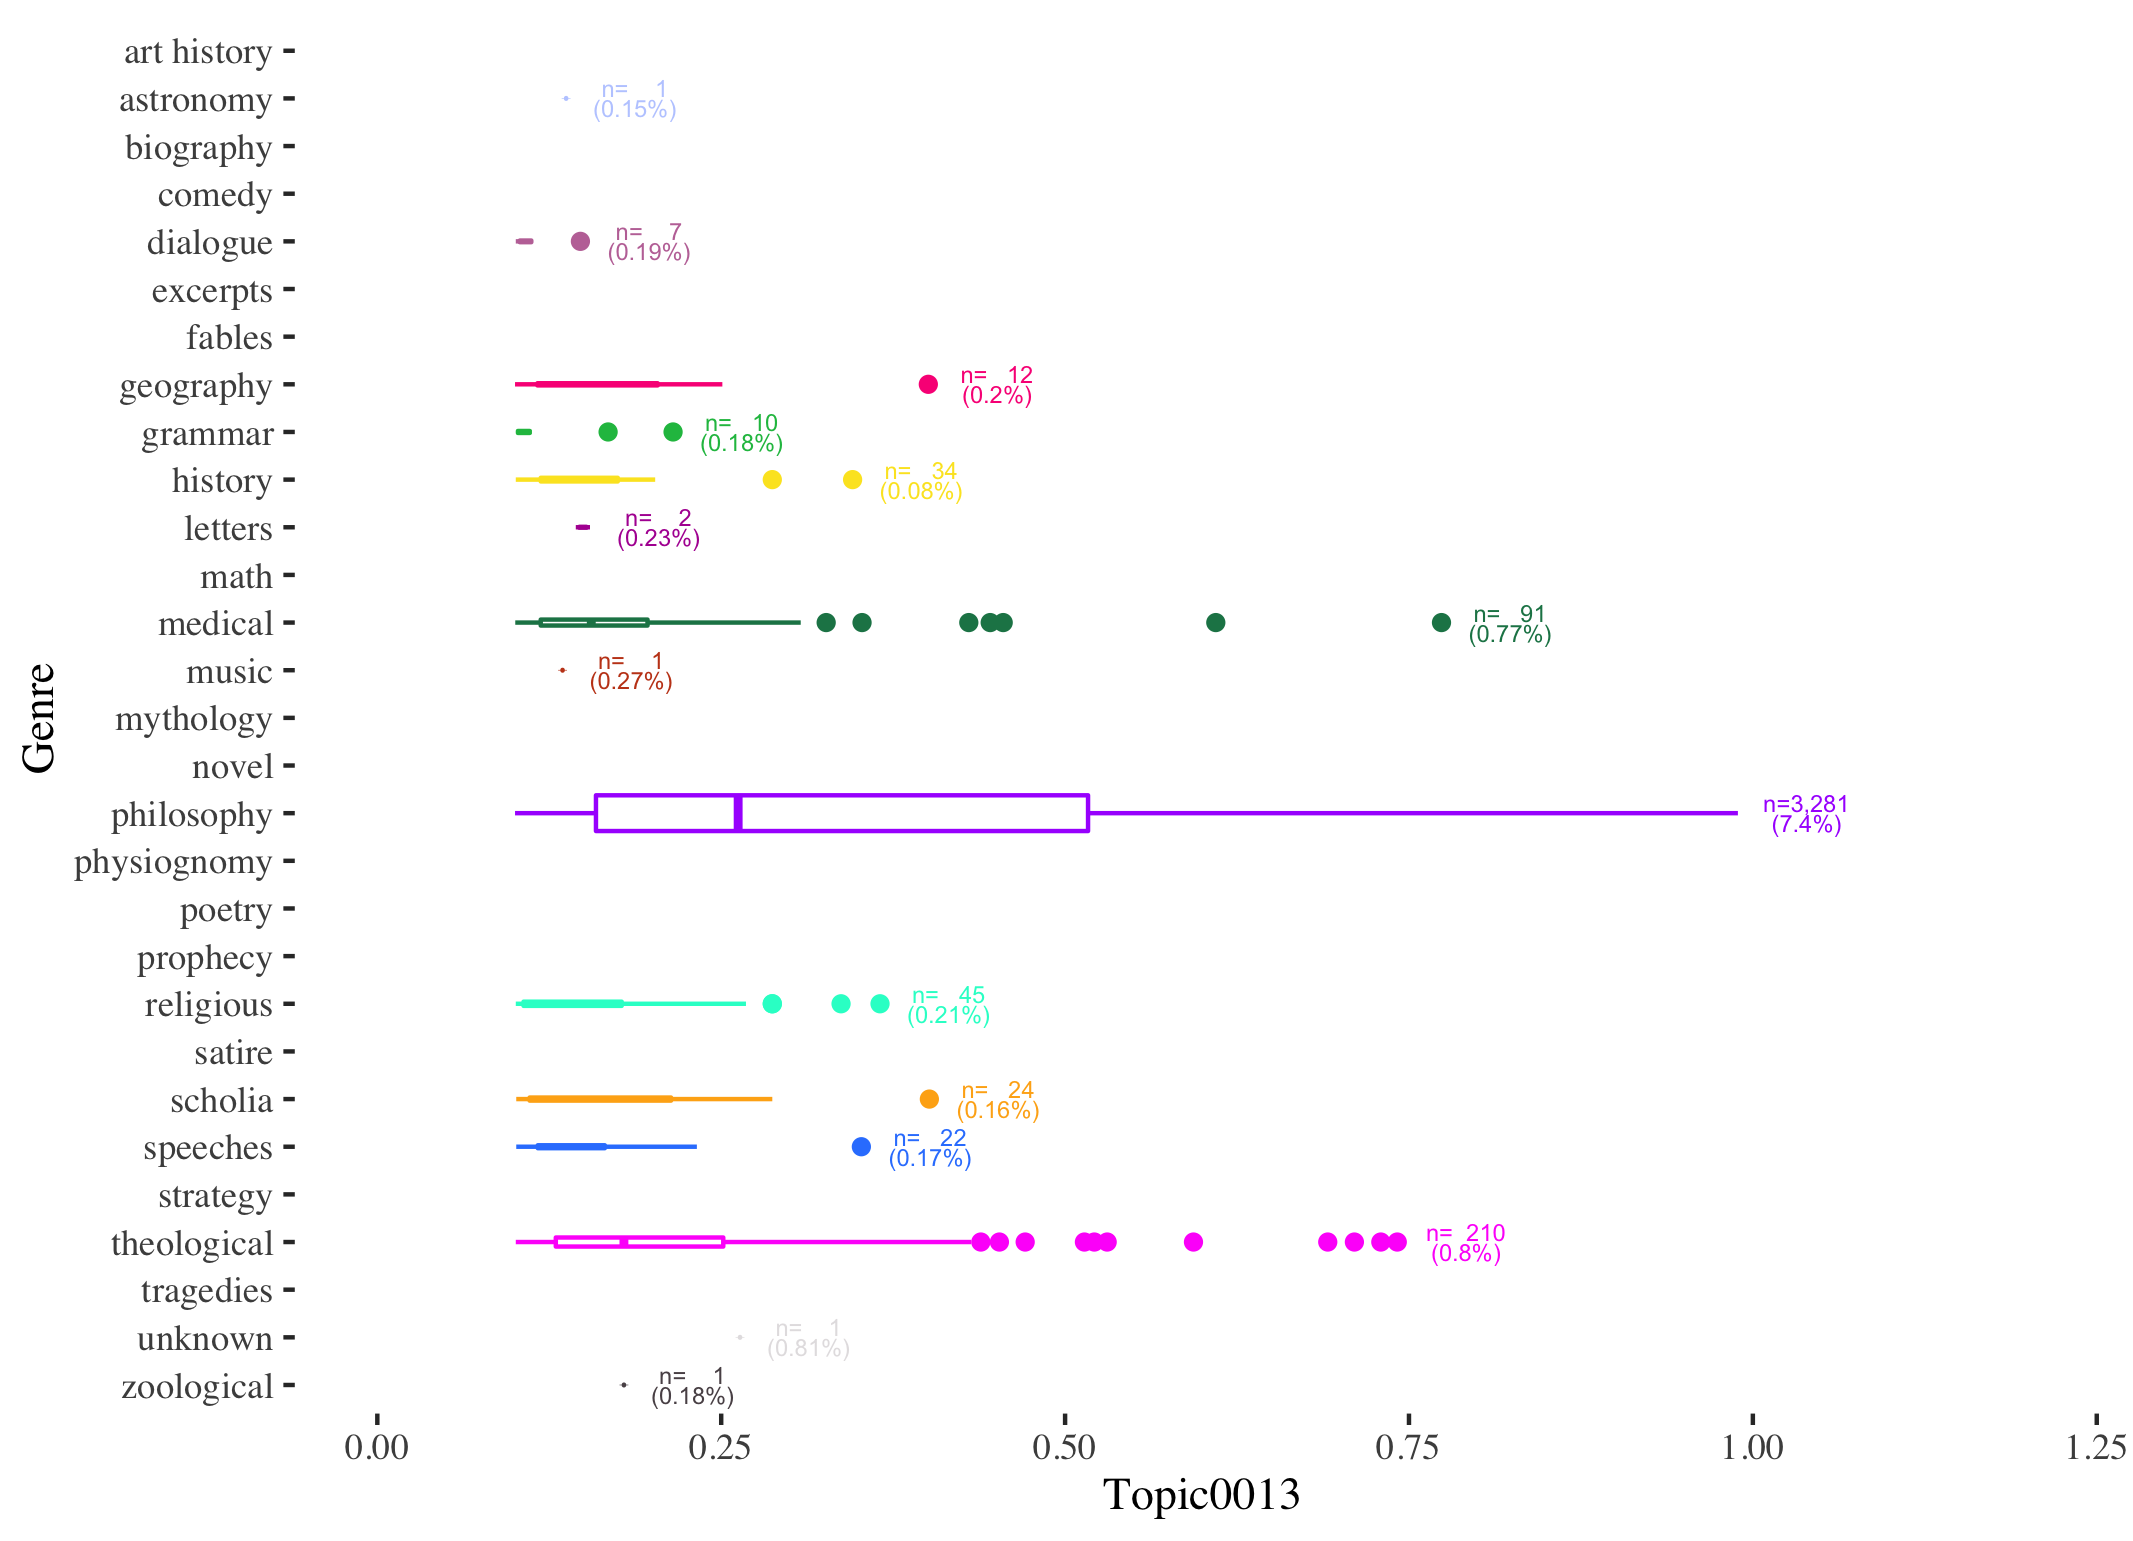 art history
astronomy
n= 1
(0.15%)
biography
comedy
dialogue
n= 7
(0.19%)
excerpts
fables
geography
n= 12
(0.2%)
grammar
n= 10
(0.18%)
history
n= 34
(0.08%)
letters
n= 2
(0.23%)
math
medical
n= 91
(0.77%)
music
n= 1
(0.27%)
mythology
novel
philosophy
n=3,281
(7.4%)
physiognomy
poetry
prophecy
religious
n= 45
(0.21%)
satire
scholia
n= 24
(0.16%)
speeches
n= 22
(0.17%)
strategy
theological
n= 210
(0.8%)
tragedies
unknown
n= 1
(0.81%)
zoological
n= 1
(0.18%)
Genre
0.00 0.25 0.50 0.75 1.00 1.25
Topic0013